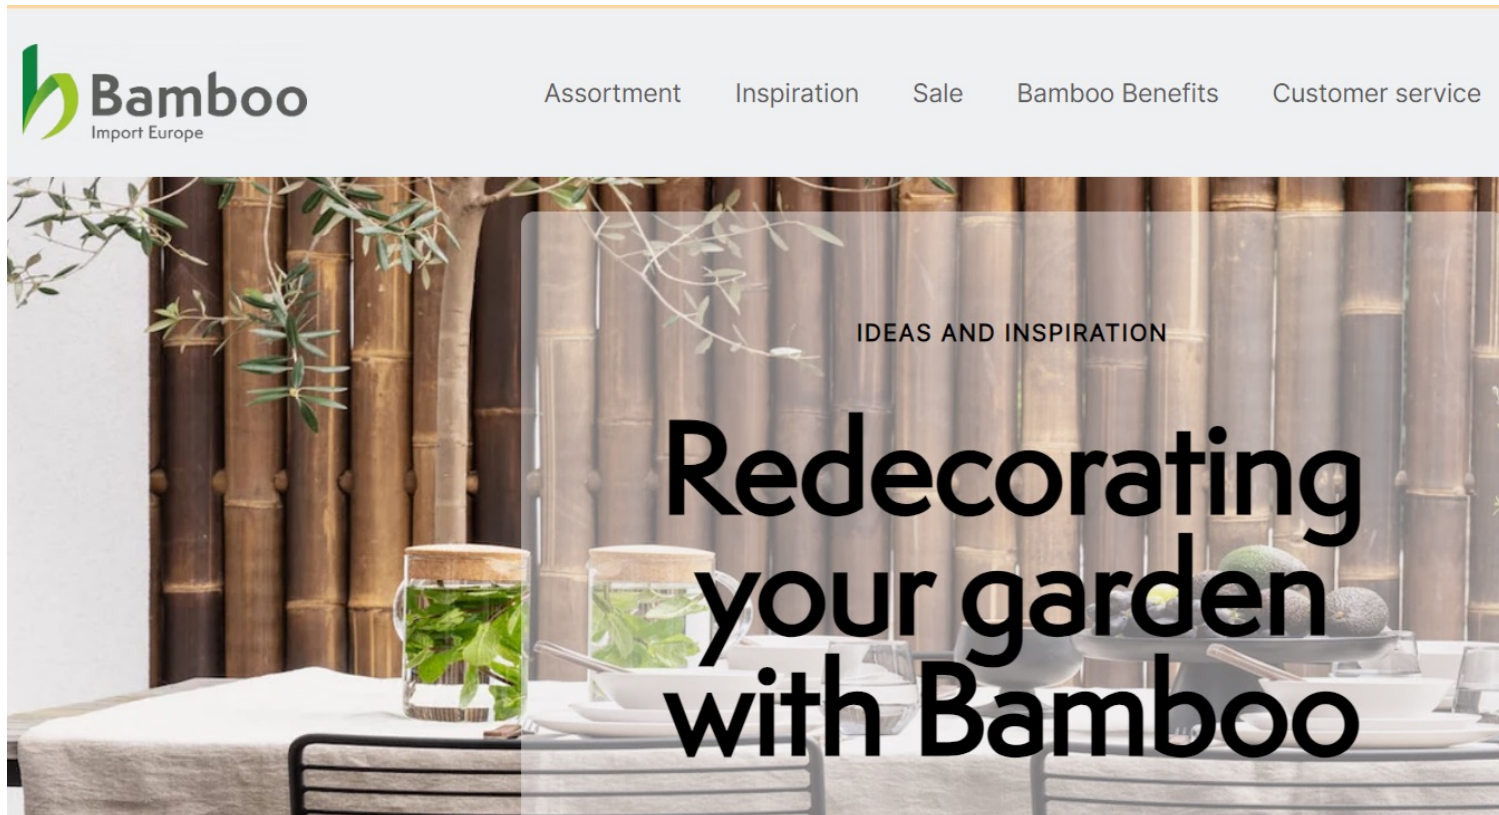 Bamboo
Import Europe
Assortment Inspiration Sale Bamboo Benefits Customer service
IDEAS AND INSPIRATION
Redecorating
your garden
with Bamboo